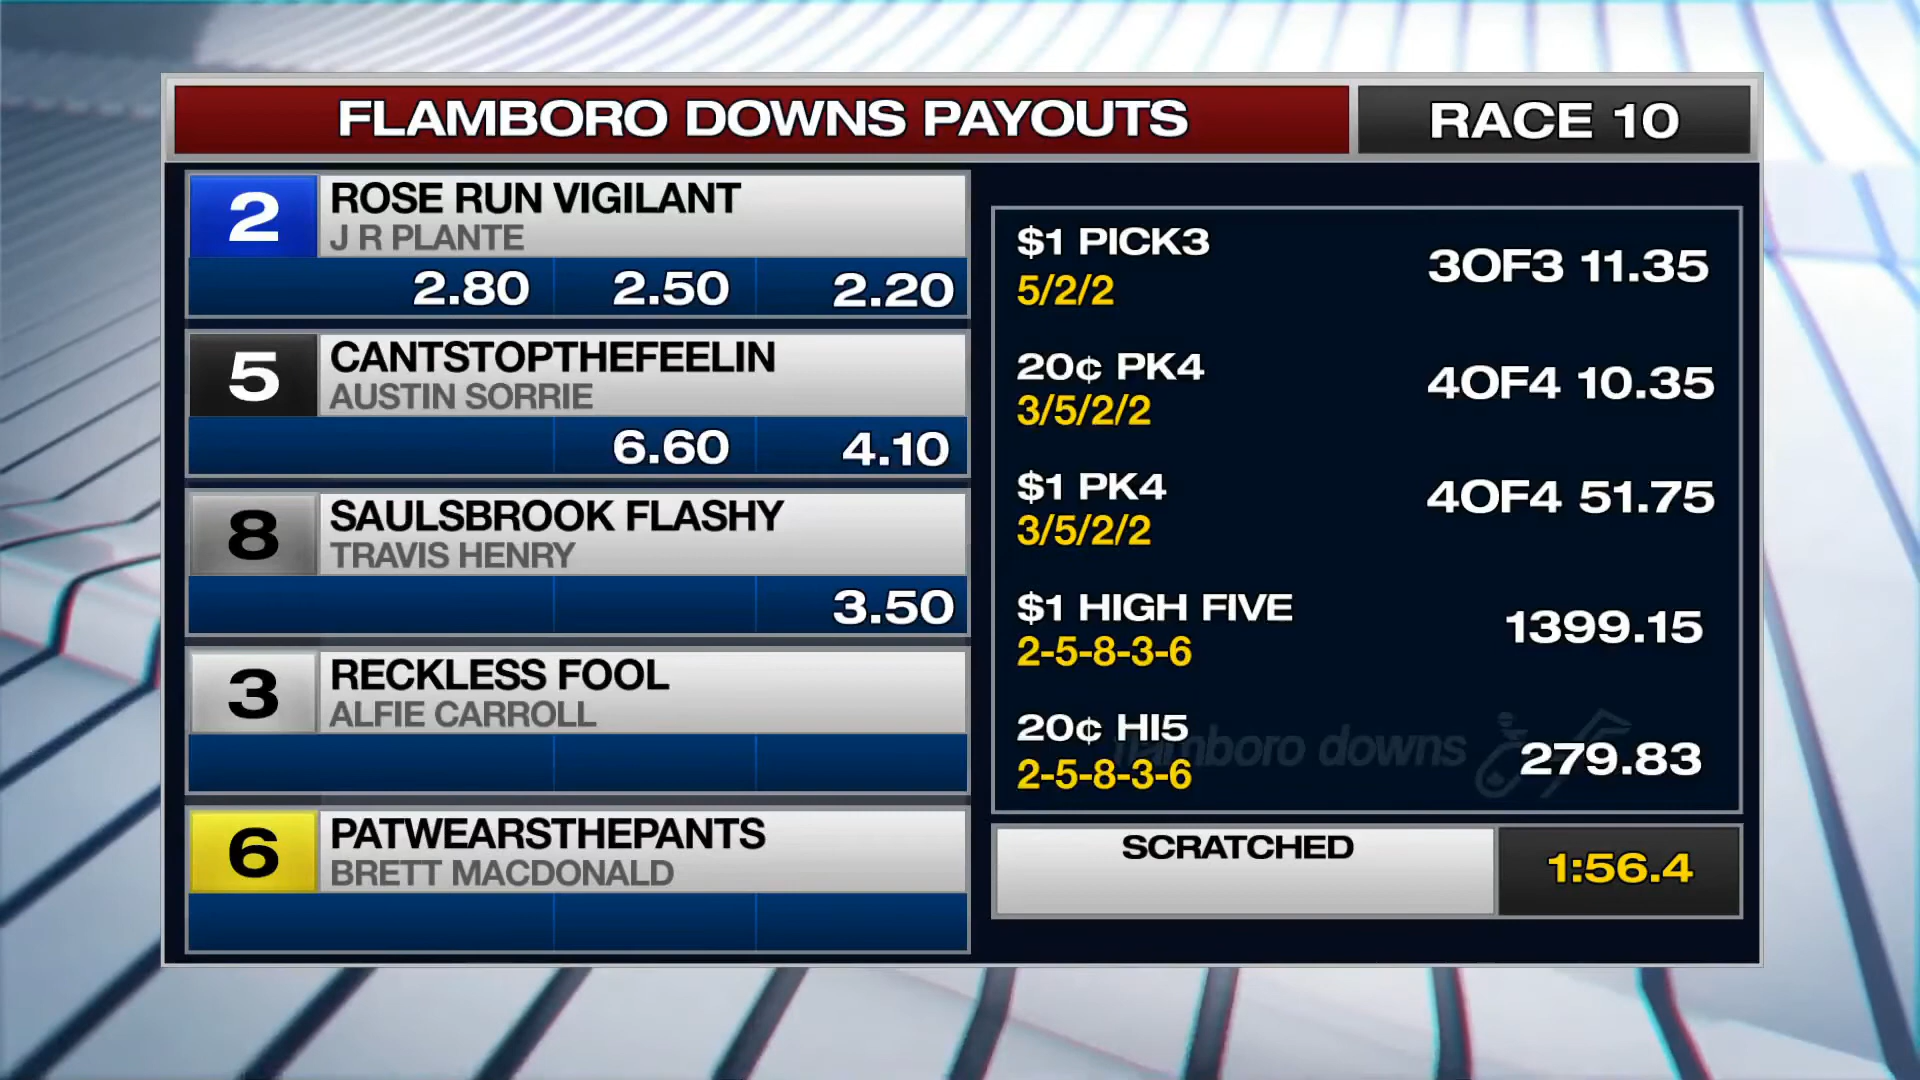 FLAMBORO DOWNS PAYOUTS
RACE 10
2
ROSE RUN VIGILANT
J R PLANTE
2.80 2.50 2.20
5
CANTSTOPTHEFEELIN
AUSTIN SORRIE
6.60 4.10
8
SAULSBROOK FLASHY
TRAVIS HENRY
3.50
3
RECKLESS FOOL
ALFIE CARROLL
6
PATWEARSTHEPANTS
BRETT MACDONALD
$1 PICK3
5/2/2
3OF3 11.35
20¢ PK4
3/5/2/2
4OF4 10.35
$1 PK4
3/5/2/2
4OF4 51.75
$1 HIGH FIVE
2-5-8-3-6
1399.15
20¢ HI5
2-5-8-3-6
279.83
flamboro downs
SCRATCHED
1:56.4